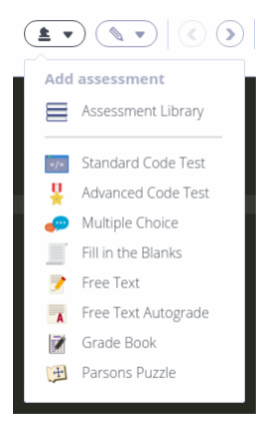 Add assessment
Assessment Library
Standard Code Test
Advanced Code Test
Multiple Choice
Fill in the Blanks
Free Text
Free Text Autograde
Grade Book
Parsons Puzzle